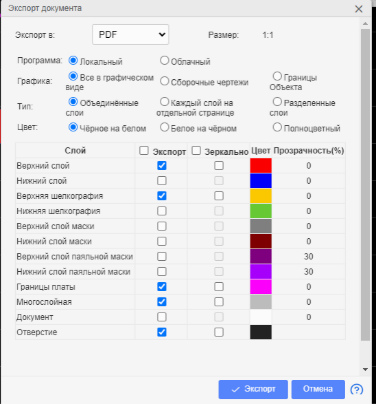 Экспорт документа
Экспорт в: PDF Размер: 1:1
Программа: Локальный Облачный
Графика: Все в графическом виде Сборочные чертежи Границы Объекта
Тип: Объединённые слои Каждый слой на отдельной странице Разделенные слои
Цвет: Чёрное на белом Белое на чёрном Полноцветный
Слой Экспорт Зеркально Цвет Прозрачность(%)
Верхний слой 0
Нижний слой 0
Верхняя шелкография 0
Нижняя шелкография 0
Верхний слой маски 0
Нижний слой маски 0
Верхний слой паяльной маски 30
Нижний слой паяльной маски 30
Границы платы 0
Многослойная 0
Документ 0
Отверстие
Экспорт Отмена ?